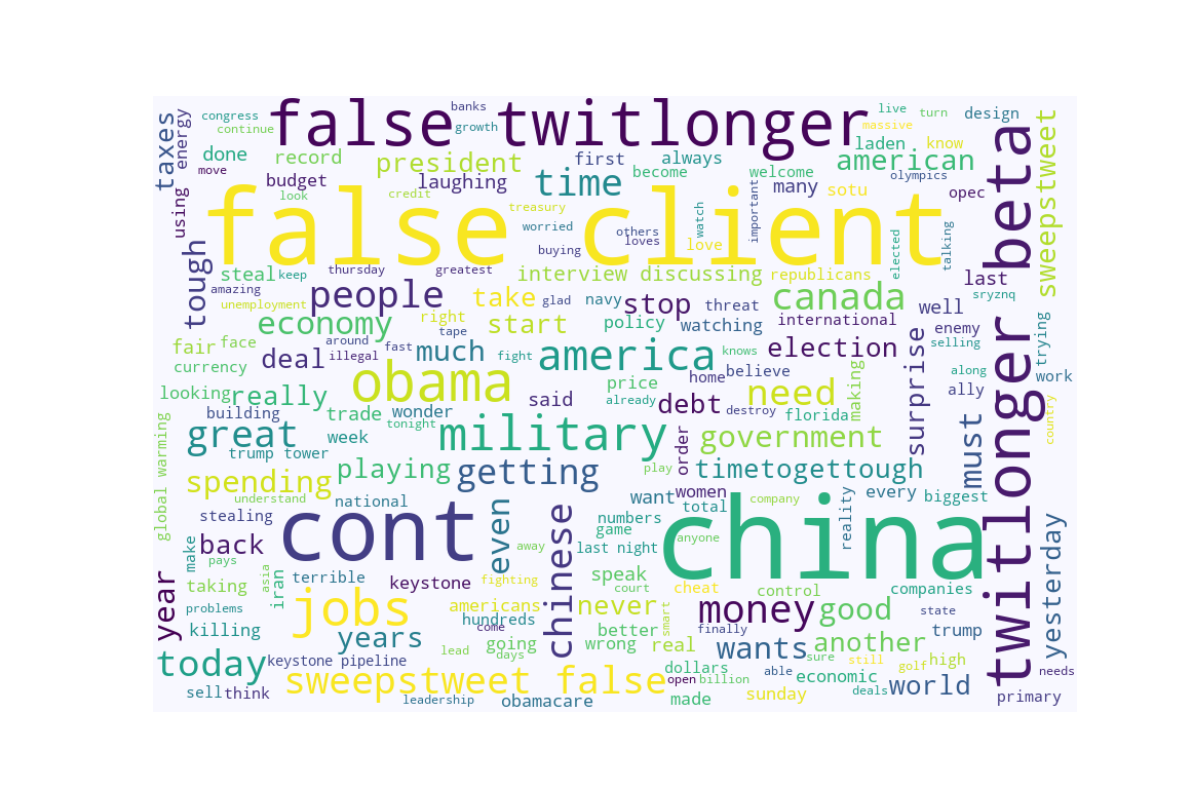 false twitlonger
false client
twitlonger beta
china
cont
obama
military
america
jobs
sweepstweet false
people
economy
time
president
american
canada
need
government
timetogettough
money
wants
good
another
world
today
great
spending
getting
playing
chinese
even
never
years
year
back
must
yesterday
surprise
sweepstweet
election
debt
stop
take
start
much
deal
really
tough
taxes
energy
congress
continue
move
done
record
budget
look
credit
laughing
banks
growth
first
always
become
welcome
many
sotu
live
turn
massive
laden
know
design
olympics
opec
treasury
worried
buying
others
loves
watch
love
important
elected
talking
last
using
steal
keep
thursday
greatest
interview discussing
republicans
sryznq
amazing
unemployment
glad
navy
threat
well
international
right
tape
policy
watching
enemy
selling
trying
fair
face
around
illegal
fast
fight
knows
along
work
currency
looking
price
home
believe
already
ally
making
building
trade
wonder
said
destroy
florida
country
trump tower
week
tonight
order
global warming
play
understand
national
want
women
total
company
reality
every
biggest
stealing
numbers
game
anyone
make
pays
away
last night
asia
iran
terrible
keystone
fighting
speak
court
cheat
control
companies
taking
problems
americans
hundreds
come
smart
finally
state
trump
killing
better
lead
going
days
wrong
real
keystone pipeline
sure
still
golf
high
able
dollars
economic
needs
sell
think
open
billion
deals
leadership
obamacare
made
sunday
primary